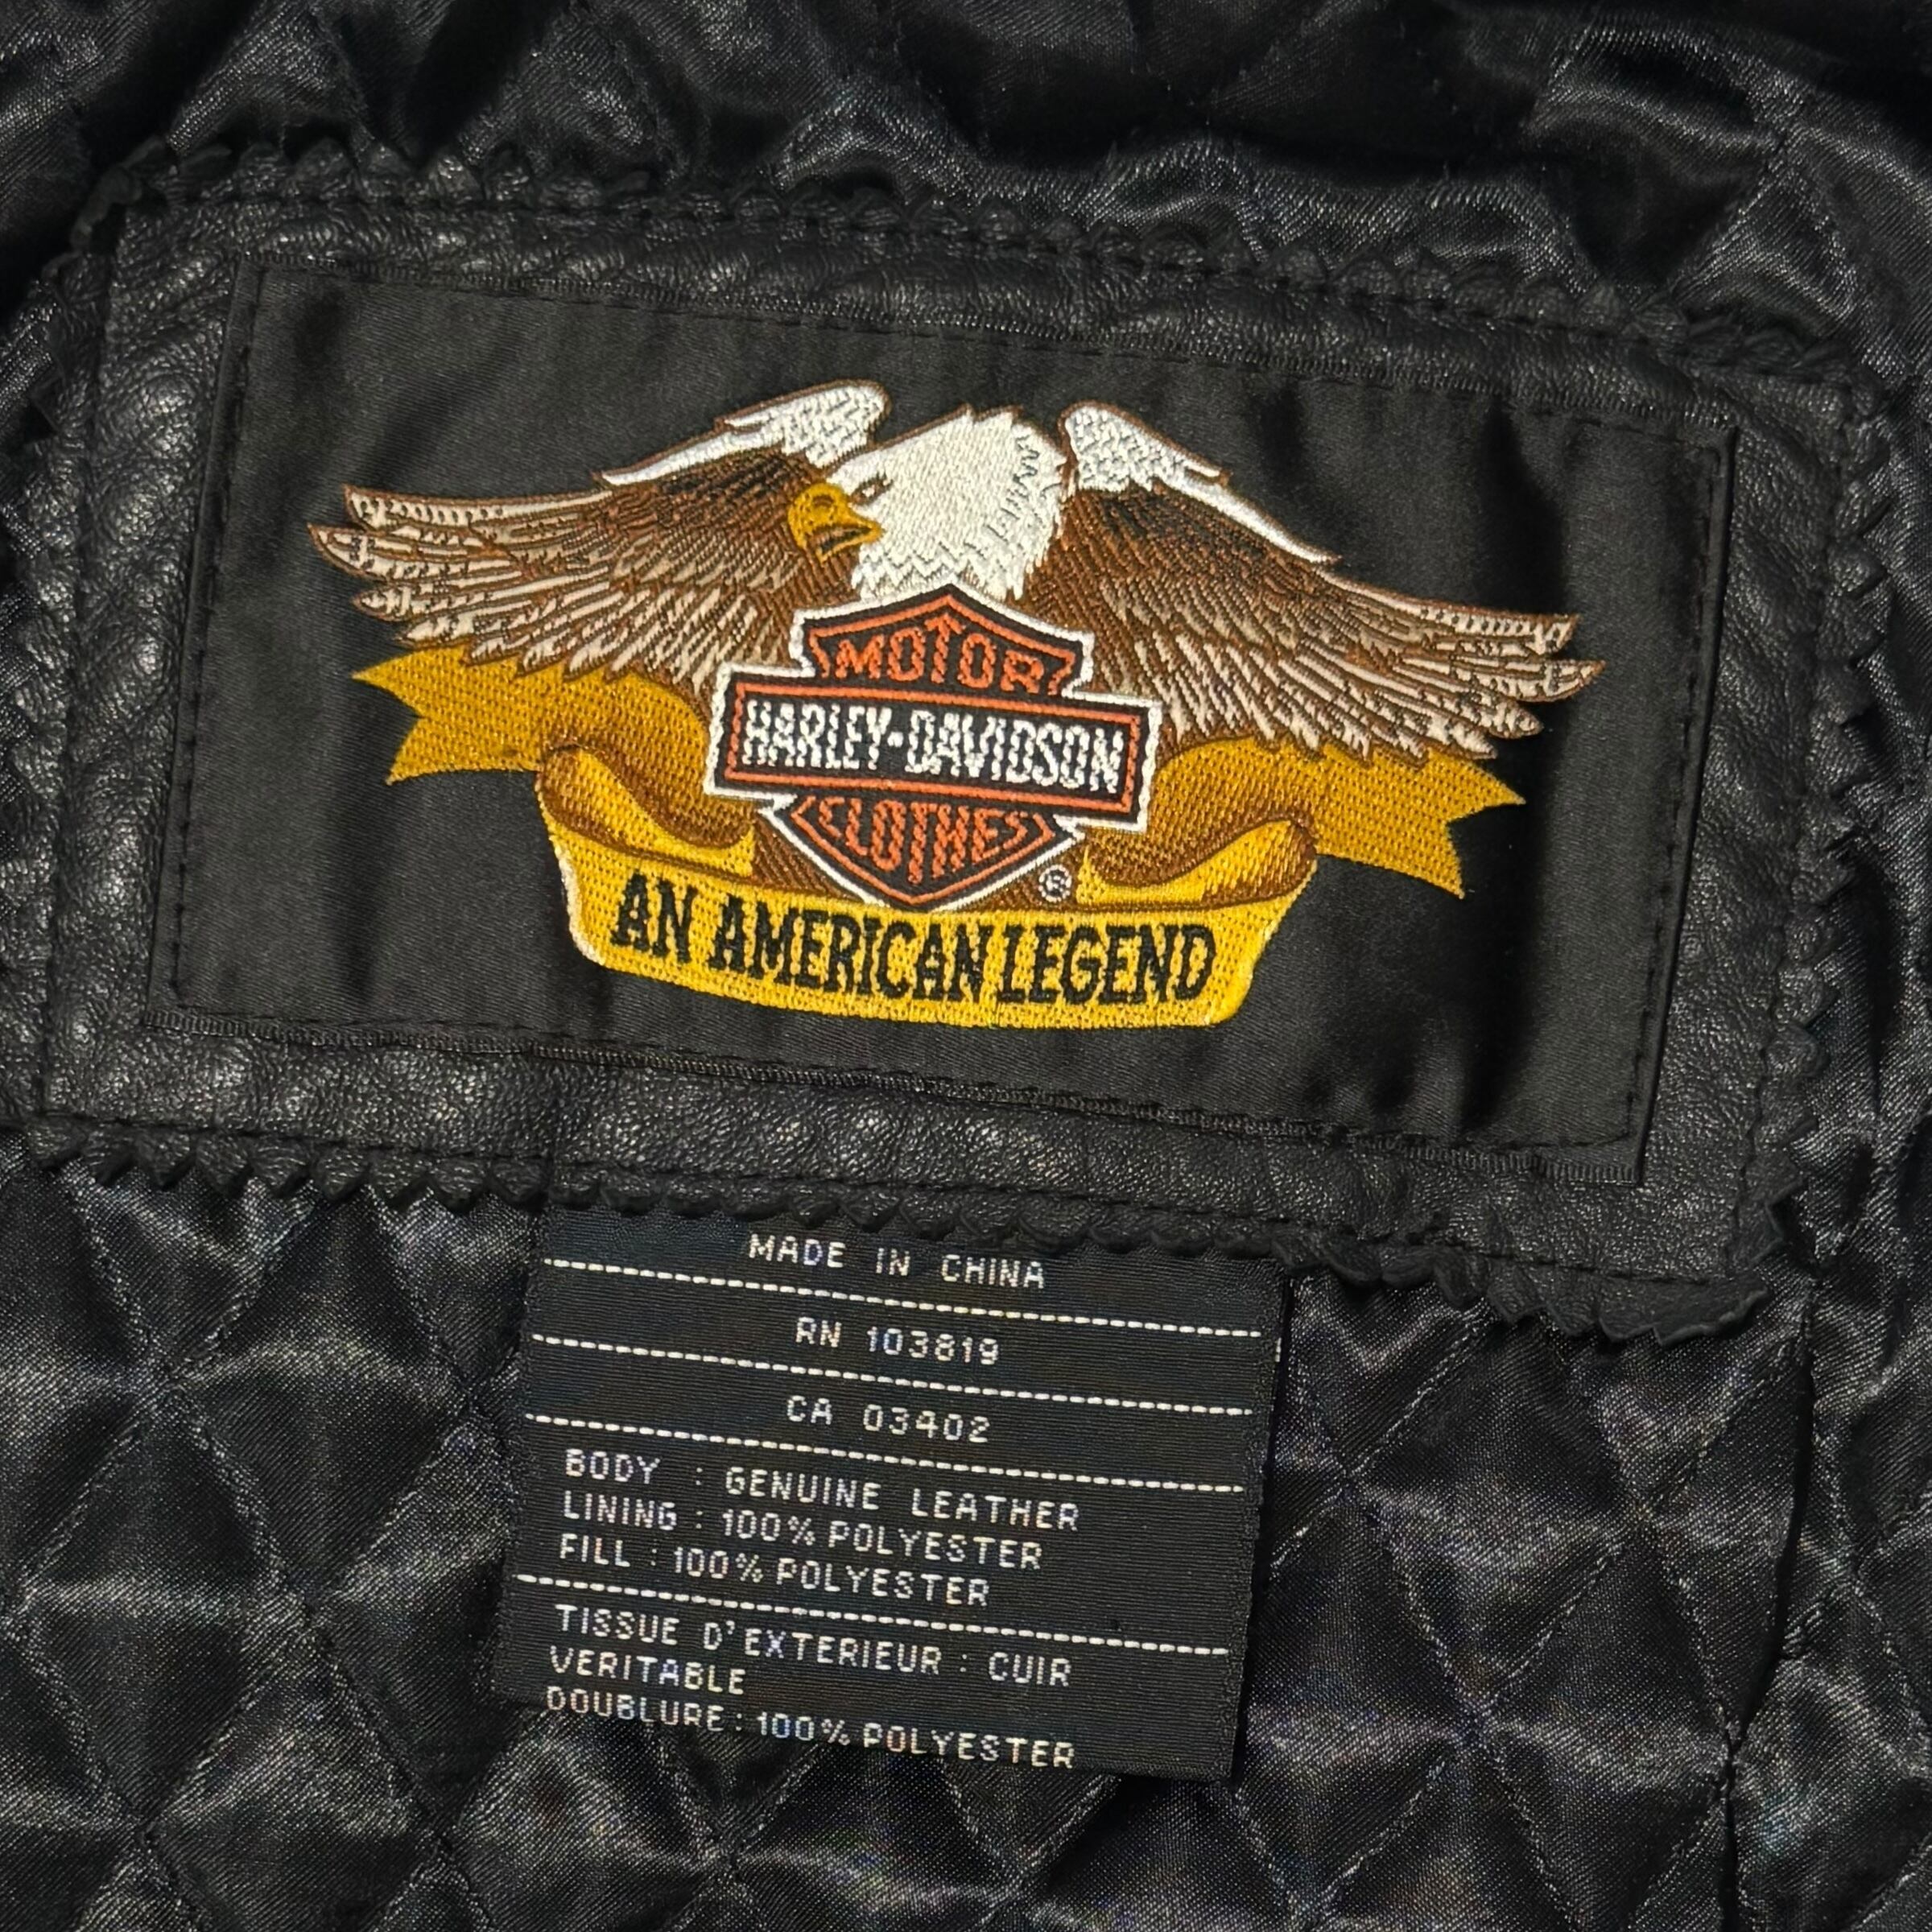 MOTOR
HARLEY-DAVIDSON
CLOTHES
®
AN AMERICAN LEGEND
MADE IN CHINA
RN 103819
CA 03402
BODY : GENUINE LEATHER
LINING : 100% POLYESTER
FILL : 100% POLYESTER
TISSUE D'EXTERIEUR : CUIR
VERITABLE
DOUBLURE : 100% POLYESTER